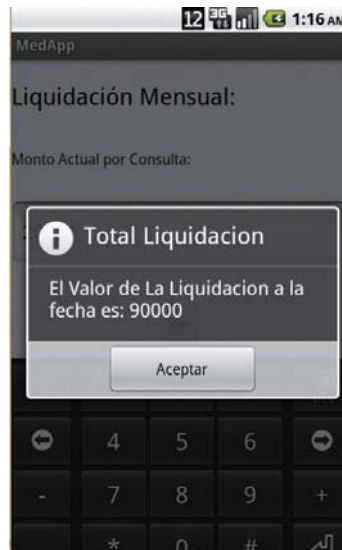 12 3G 1:16 AM
MedApp
Liquidación Mensual:
Monto Actual por Consulta:
Total Liquidacion
El Valor de La Liquidacion a la
fecha es: 90000
Aceptar
4 5 6
- 7 8 9 +
* 0 #